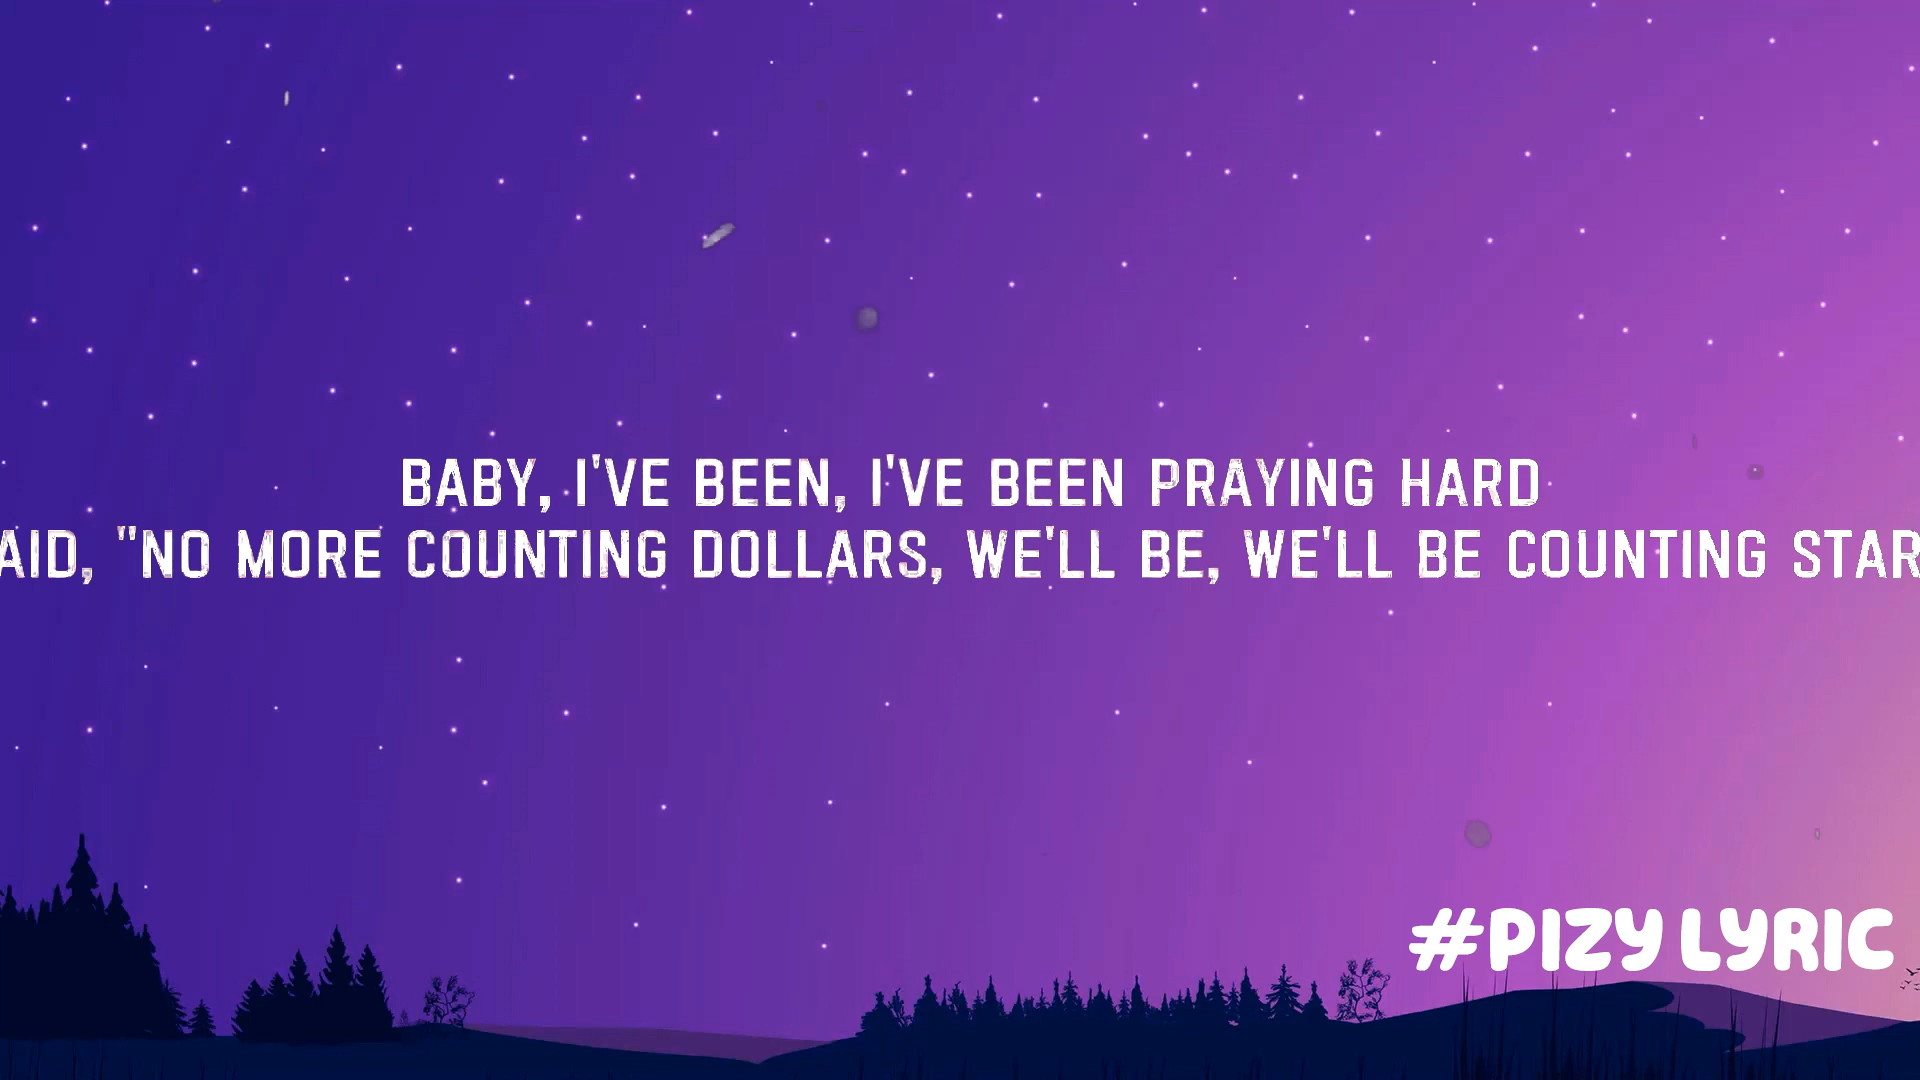 BABY, I'VE BEEN, I'VE BEEN PRAYING HARD
AID, "NO MORE COUNTING DOLLARS, WE'LL BE, WE'LL BE COUNTING STAR
#PIZY LYRIC